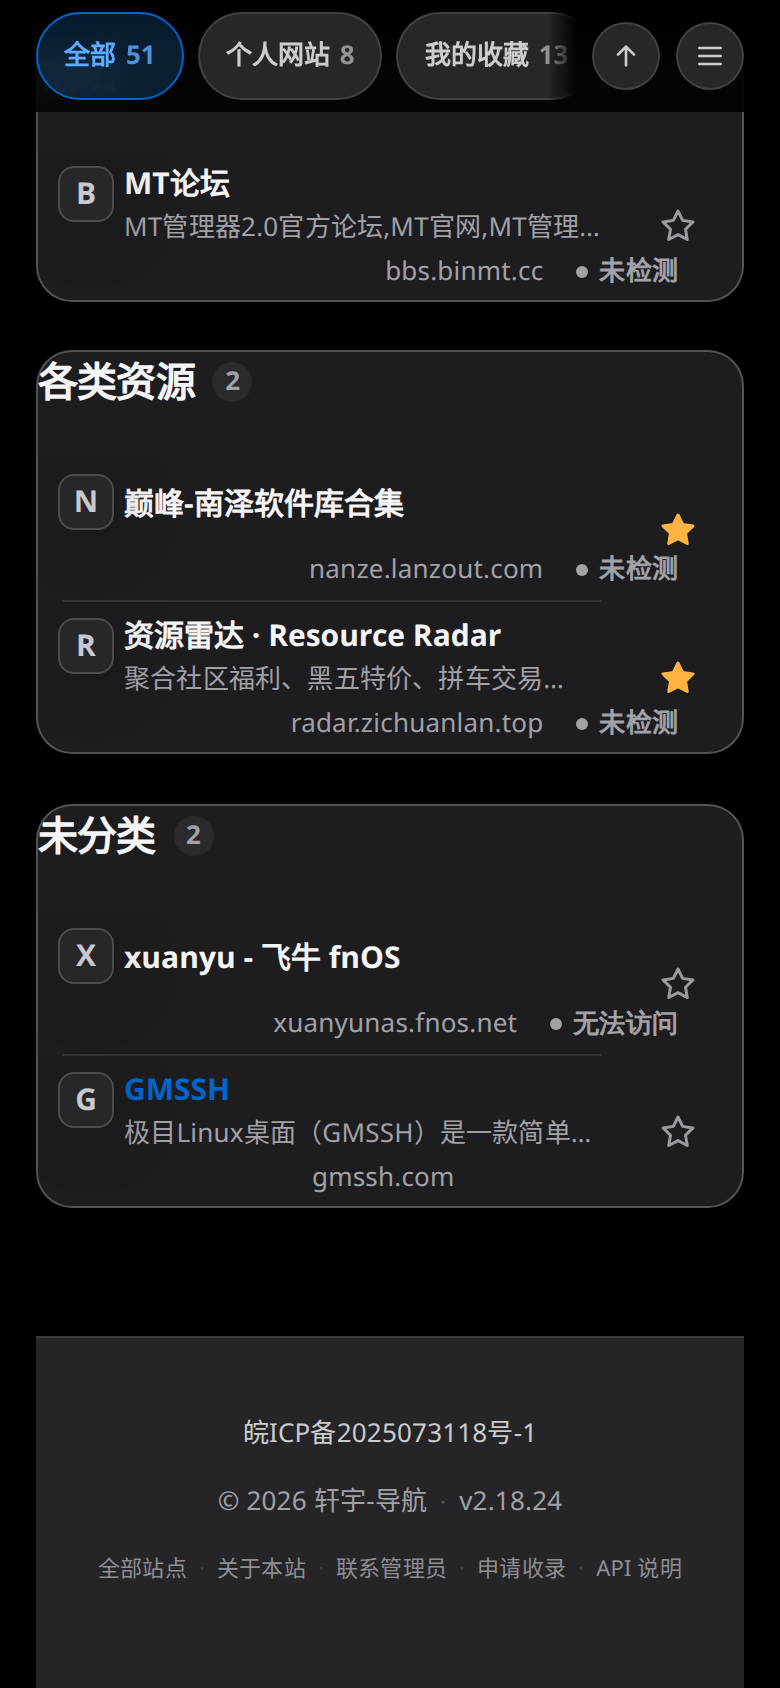 全部 51 个人网站 8 我的收藏 13
B MT论坛
MT管理器2.0官方论坛,MT官网,MT管理...
bbs.binmt.cc 未检测
各类资源 2
N 巅峰-南泽软件库合集
nanze.lanzout.com 未检测
R 资源雷达 · Resource Radar
聚合社区福利、黑五特价、拼车交易...
radar.zichuanlan.top 未检测
未分类 2
X xuanyu - 飞牛 fnOS
xuanyunas.fnos.net 无法访问
G GMSSH
极目Linux桌面（GMSSH）是一款简单...
gmssh.com
皖ICP备2025073118号-1
© 2026 轩宇-导航 · v2.18.24
全部站点 · 关于本站 · 联系管理员 · 申请收录 · API 说明